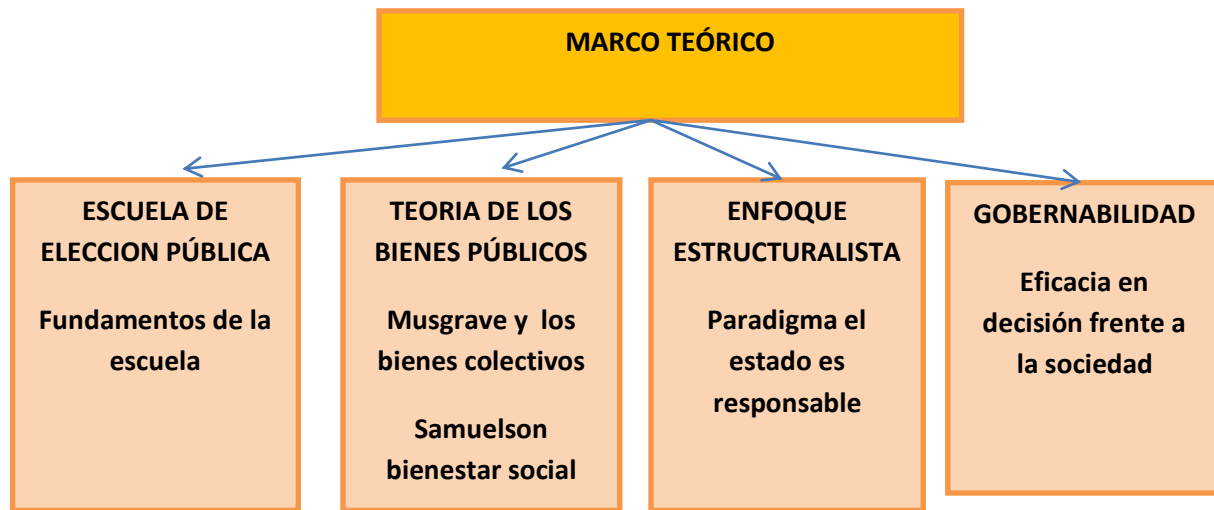 MARCO TEÓRICO
ESCUELA DE
ELECCION PÚBLICA
Fundamentos de la
escuela
TEORIA DE LOS
BIENES PÚBLICOS
Musgrave y los
bienes colectivos
Samuelson
bienestar social
ENFOQUE
ESTRUCTURALISTA
Paradigma el
estado es
responsable
GOBERNABILIDAD
Eficacia en
decisión frente a
la sociedad